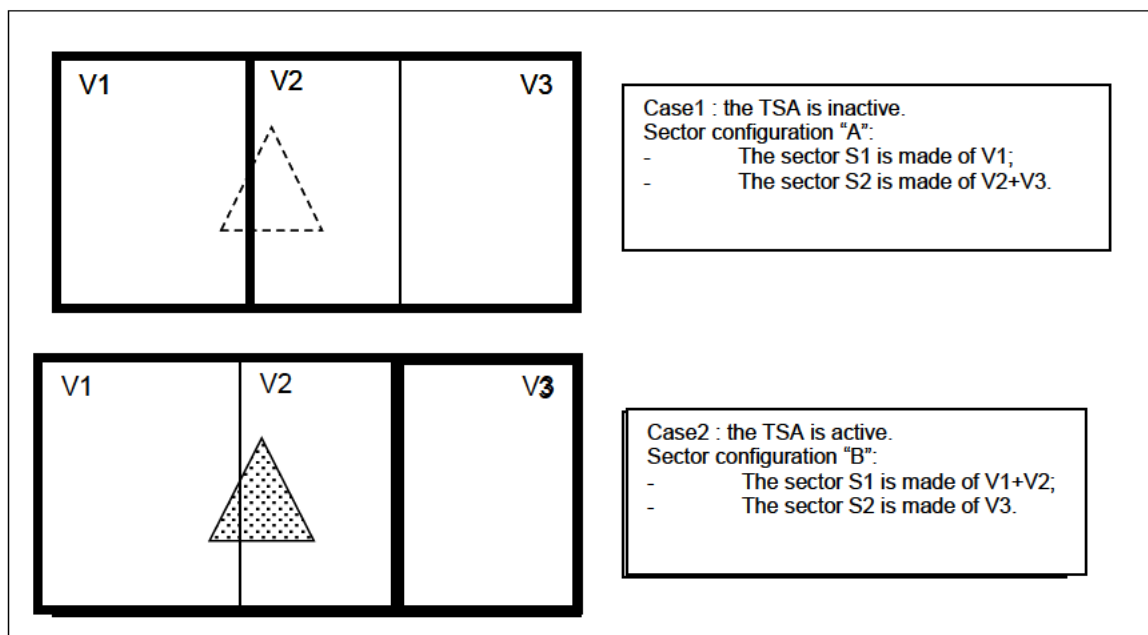 V1 V2 V3
Case1 : the TSA is inactive.
Sector configuration “A”:
- The sector S1 is made of V1;
- The sector S2 is made of V2+V3.
V1 V2 V3
Case2 : the TSA is active.
Sector configuration “B”:
- The sector S1 is made of V1+V2;
- The sector S2 is made of V3.